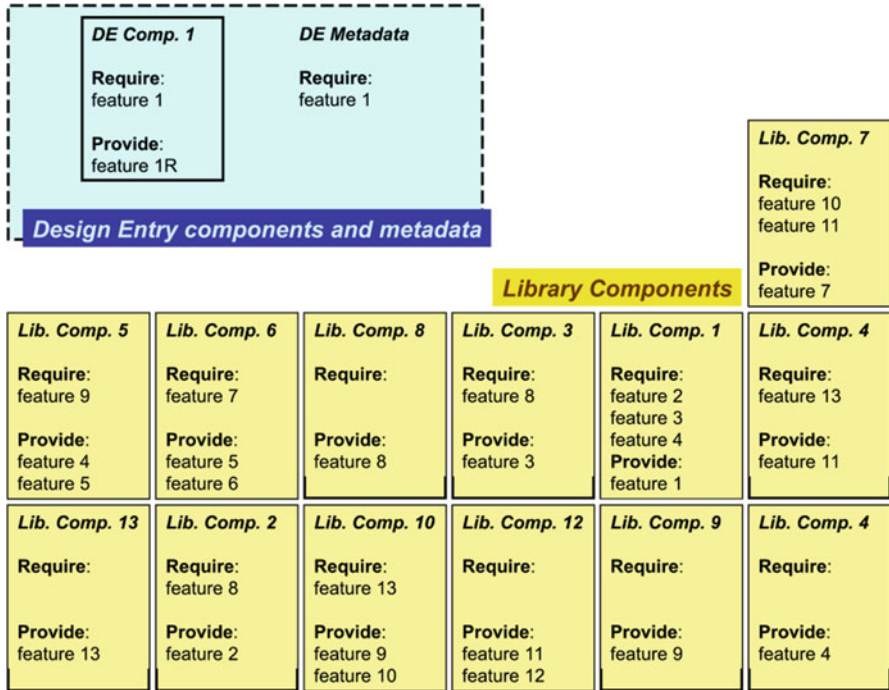 DE Comp. 1
Require:
feature 1
Provide:
feature 1R
DE Metadata
Require:
feature 1
Design Entry components and metadata
Lib. Comp. 7
Require:
feature 10
feature 11
Provide:
feature 7
Library Components
Lib. Comp. 5
Require:
feature 9
Provide:
feature 4
feature 5
Lib. Comp. 6
Require:
feature 7
Provide:
feature 5
feature 6
Lib. Comp. 8
Require:
Provide:
feature 8
Lib. Comp. 3
Require:
feature 8
Provide:
feature 3
Lib. Comp. 1
Require:
feature 2
feature 3
feature 4
Provide:
feature 1
Lib. Comp. 4
Require:
feature 13
Provide:
feature 11
Lib. Comp. 13
Require:
Provide:
feature 13
Lib. Comp. 2
Require:
feature 8
Provide:
feature 2
Lib. Comp. 10
Require:
feature 13
Provide:
feature 9
feature 10
Lib. Comp. 12
Require:
Provide:
feature 11
feature 12
Lib. Comp. 9
Require:
Provide:
feature 9
Lib. Comp. 4
Require:
Provide:
feature 4